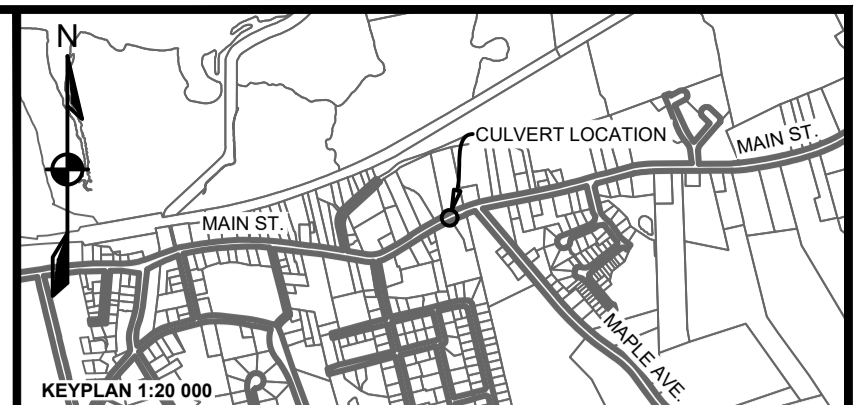 N
CULVERT LOCATION
MAIN ST.
MAIN ST.
MAPLE AVE.
KEYPLAN 1:20 000